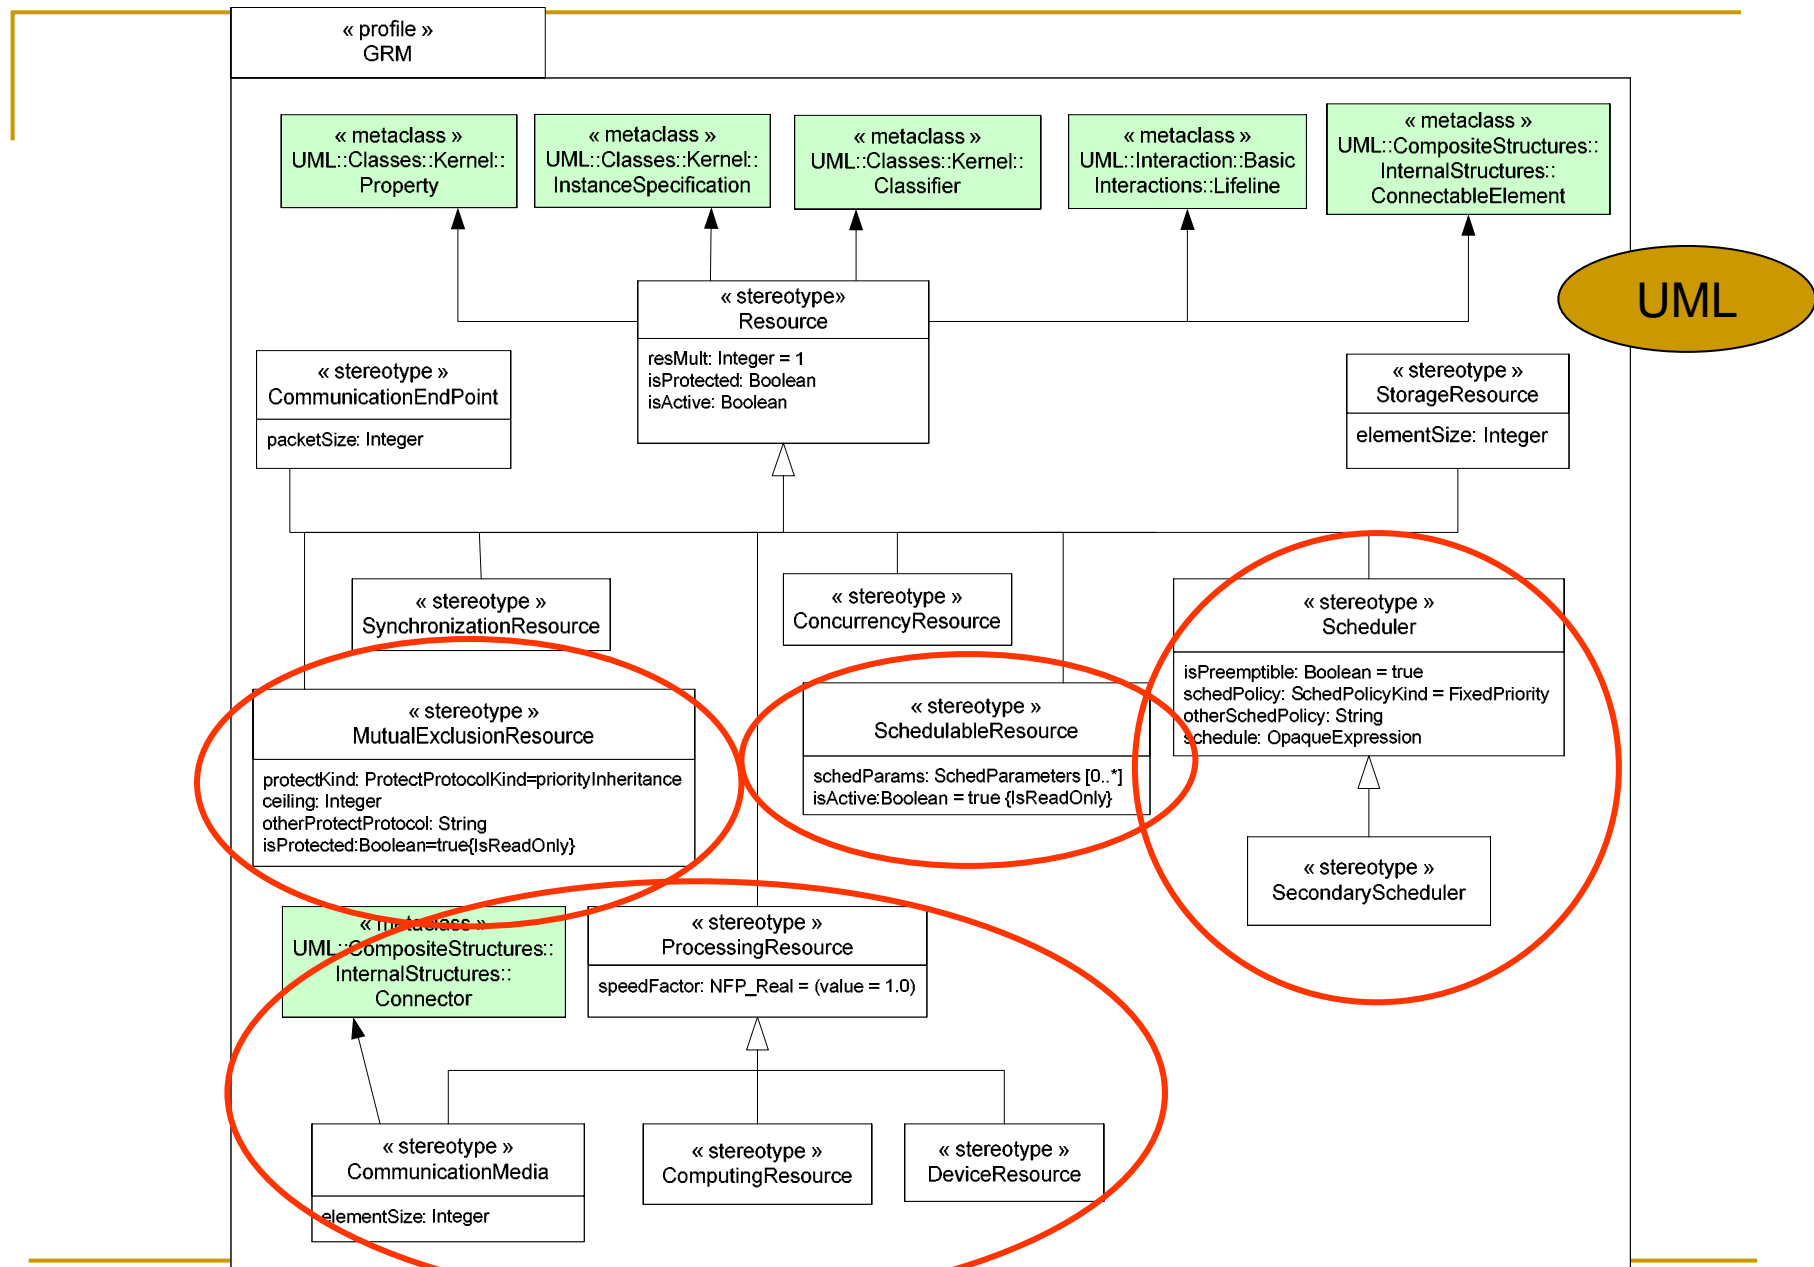 « profile »
GRM
« metaclass »
UML::Classes::Kernel::
Property
« metaclass »
UML::Classes::Kernel::
InstanceSpecification
« metaclass »
UML::Classes::Kernel::
Classifier
« metaclass »
UML::Interaction::Basic
Interactions::Lifeline
« metaclass »
UML::CompositeStructures::
InternalStructures::
ConnectableElement
UML
« stereotype»
Resource
resMult: Integer = 1
isProtected: Boolean
isActive: Boolean
« stereotype »
CommunicationEndPoint
packetSize: Integer
« stereotype »
StorageResource
elementSize: Integer
« stereotype »
SynchronizationResource
« stereotype »
ConcurrencyResource
« stereotype »
Scheduler
isPreemptible: Boolean = true
schedPolicy: SchedPolicyKind = FixedPriority
otherSchedPolicy: String
schedule: OpaqueExpression
« stereotype »
MutualExclusionResource
protectKind: ProtectProtocolKind=priorityInheritance
ceiling: Integer
otherProtectProtocol: String
isProtected:Boolean=true{IsReadOnly}
« stereotype »
SchedulableResource
schedParams: SchedParameters [0..*]
isActive:Boolean = true {IsReadOnly}
« stereotype »
SecondaryScheduler
« metaclass »
UML::CompositeStructures::
InternalStructures::
Connector
« stereotype »
ProcessingResource
speedFactor: NFP_Real = (value = 1.0)
« stereotype »
CommunicationMedia
elementSize: Integer
« stereotype »
ComputingResource
« stereotype »
DeviceResource